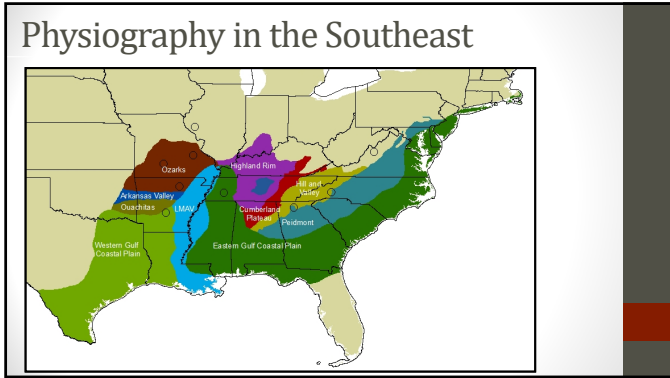 Physiography in the Southeast
Ozarks
Highland Rim
Arkansas Valley
Ouachitas
LMAV
Hill and
Valley
Cumberland
Plateau
Peidmont
Western Gulf
Coastal Plain
Eastern Gulf Coastal Plain